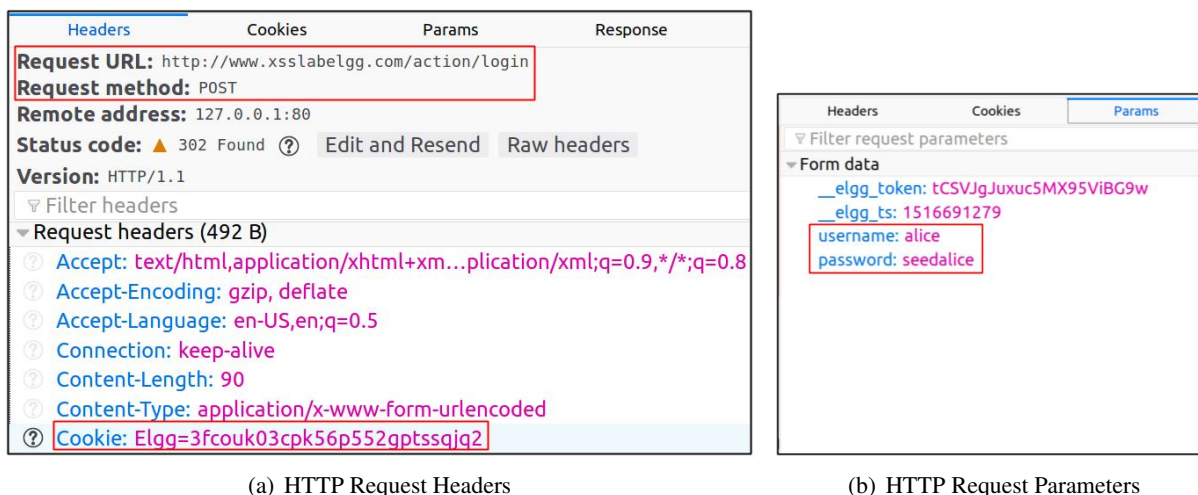 Headers Cookies Params Response
Request URL: http://www.xsslabelgg.com/action/login
Request method: POST
Remote address: 127.0.0.1:80
Status code: 302 Found ? Edit and Resend Raw headers
Version: HTTP/1.1
Filter headers
Request headers (492 B)
? Accept: text/html,application/xhtml+xm…plication/xml;q=0.9,*/*;q=0.8
? Accept-Encoding: gzip, deflate
? Accept-Language: en-US,en;q=0.5
? Connection: keep-alive
? Content-Length: 90
? Content-Type: application/x-www-form-urlencoded
? Cookie: Elgg=3fcouk03cpk56p552gptssqjq2
(a) HTTP Request Headers
Headers Cookies Params
Filter request parameters
Form data
__elgg_token: tCSVJgJuxuc5MX95ViBG9w
__elgg_ts: 1516691279
username: alice
password: seedalice
(b) HTTP Request Parameters